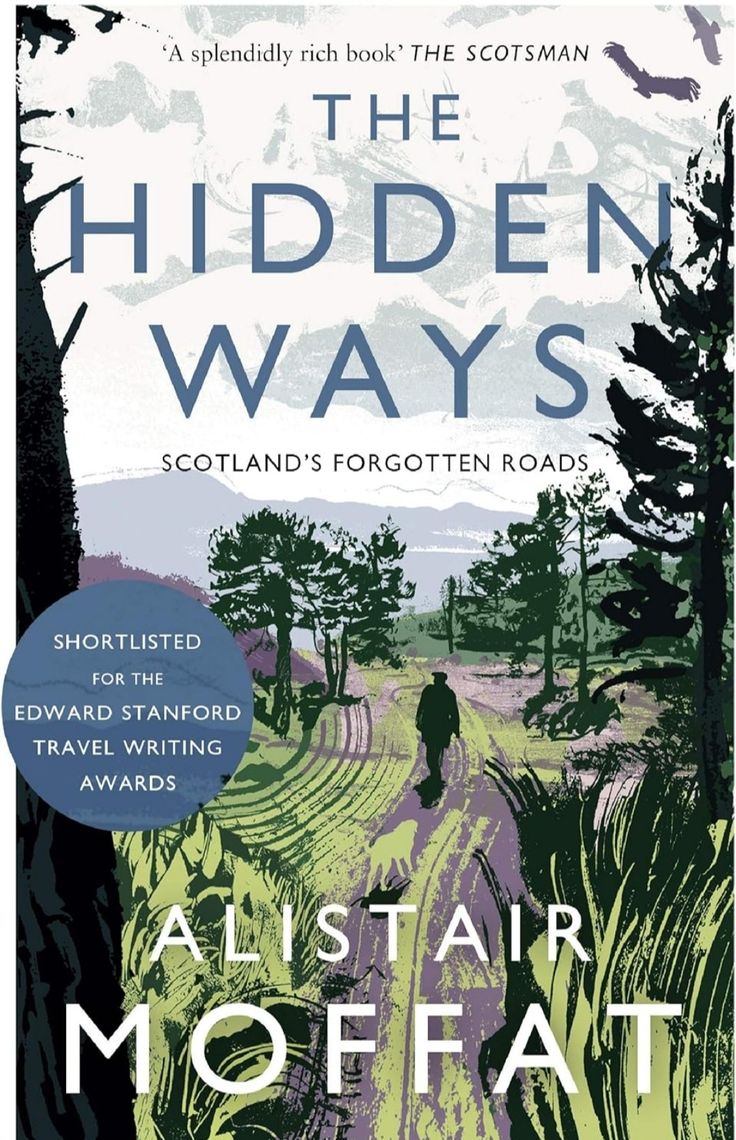 ‘A splendidly rich book’ THE SCOTSMAN
THE
HIDDEN
WAYS
SCOTLAND'S FORGOTTEN ROADS
SHORTLISTED
FOR THE
EDWARD STANFORD
TRAVEL WRITING
AWARDS
ALISTAIR
MOFFAT